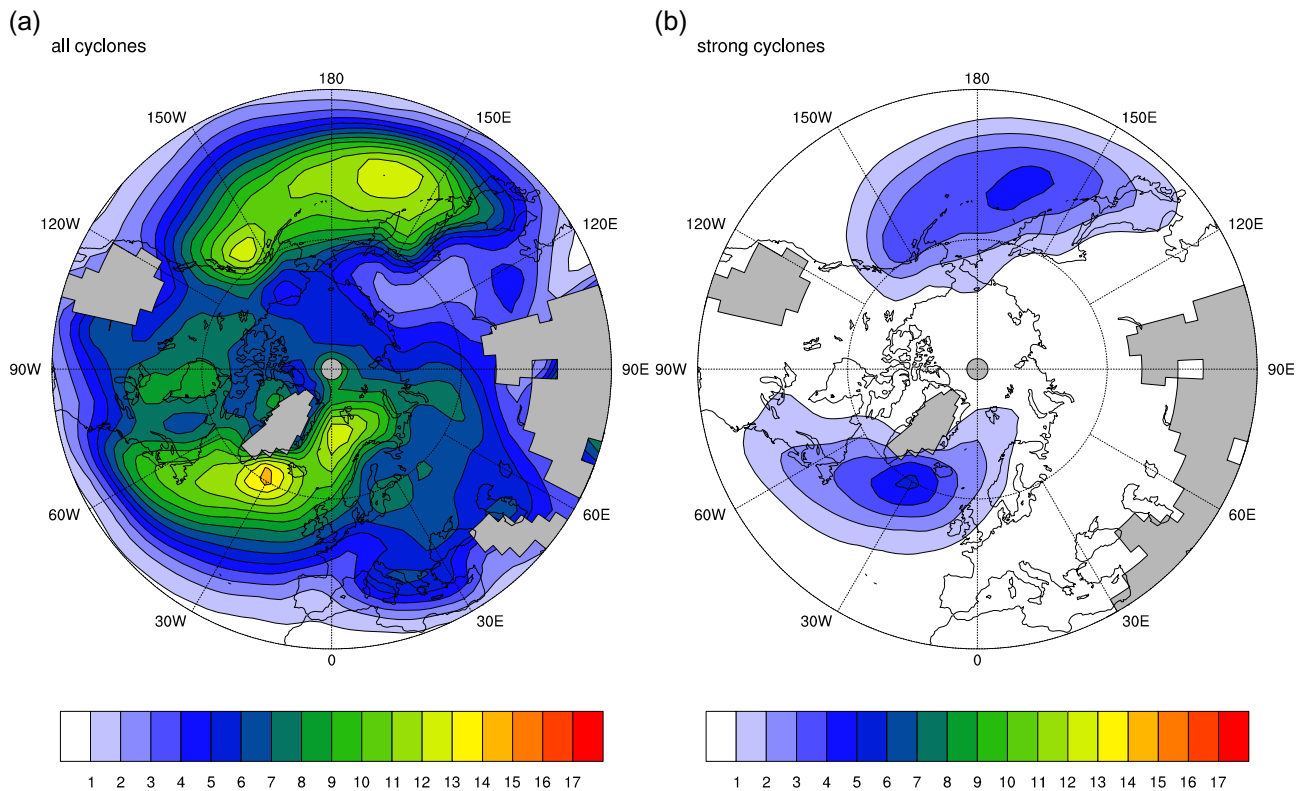 (a)
all cyclones
180
150W
150E
120W
120E
90W
90E
60W
60E
30W
30E
0
1 2 3 4 5 6 7 8 9 10 11 12 13 14 15 16 17
(b)
strong cyclones
180
150W
150E
120W
120E
90W
90E
60W
60E
30W
30E
0
1 2 3 4 5 6 7 8 9 10 11 12 13 14 15 16 17